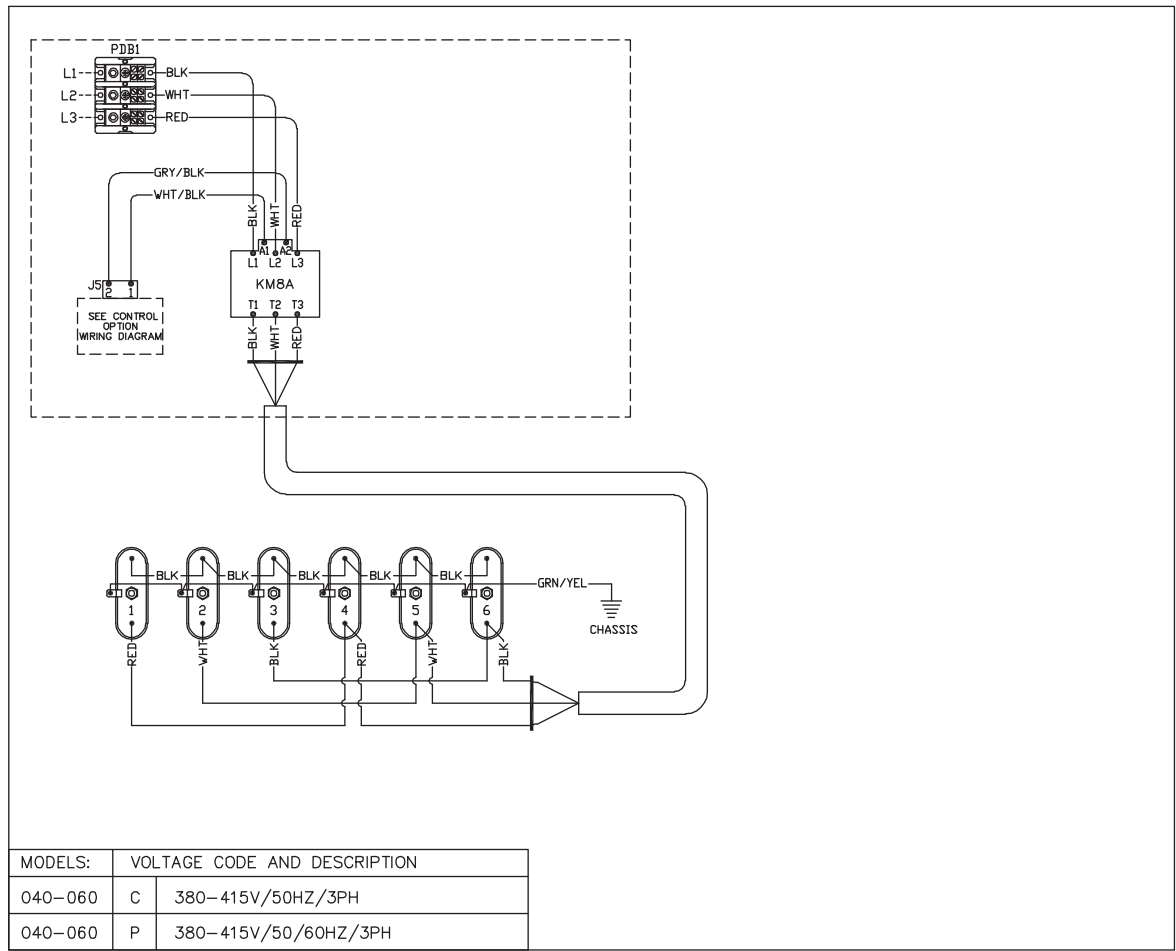 PDB1
L1
BLK
L2
WHT
L3
RED
GRY/BLK
WHT/BLK
BLK
WHT
RED
A1
A2
L1
L2
L3
KM8A
J5
2
1
T1
T2
T3
SEE CONTROL
OPTION
WIRING DIAGRAM
BLK
WHT
RED
BLK
BLK
BLK
BLK
BLK
GRN/YEL
1
2
3
4
5
6
CHASSIS
RED
WHT
BLK
RED
WHT
BLK
MODELS: VOLTAGE CODE AND DESCRIPTION
040-060 C 380-415V/50HZ/3PH
040-060 P 380-415V/50/60HZ/3PH